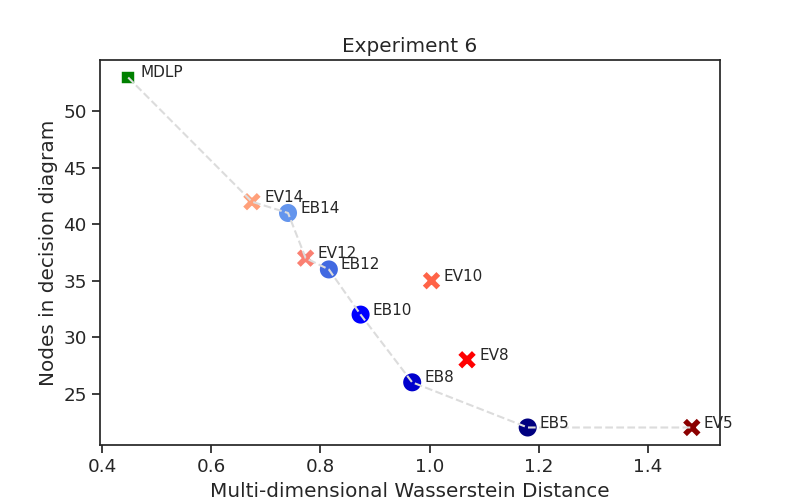 Experiment 6
MDLP
EV14
EB14
EV12
EB12
EV10
EB10
EV8
EB8
EB5
EV5
50
45
40
35
30
25
Nodes in decision diagram
0.4 0.6 0.8 1.0 1.2 1.4
Multi-dimensional Wasserstein Distance